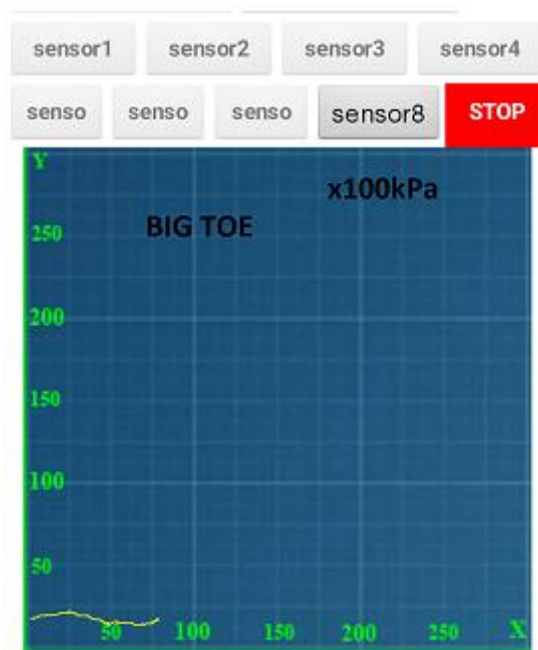 sensor1 sensor2 sensor3 sensor4
senso senso senso sensor8 STOP
Y
x100kPa
BIG TOE
250
200
150
100
50
50 100 150 200 250 X